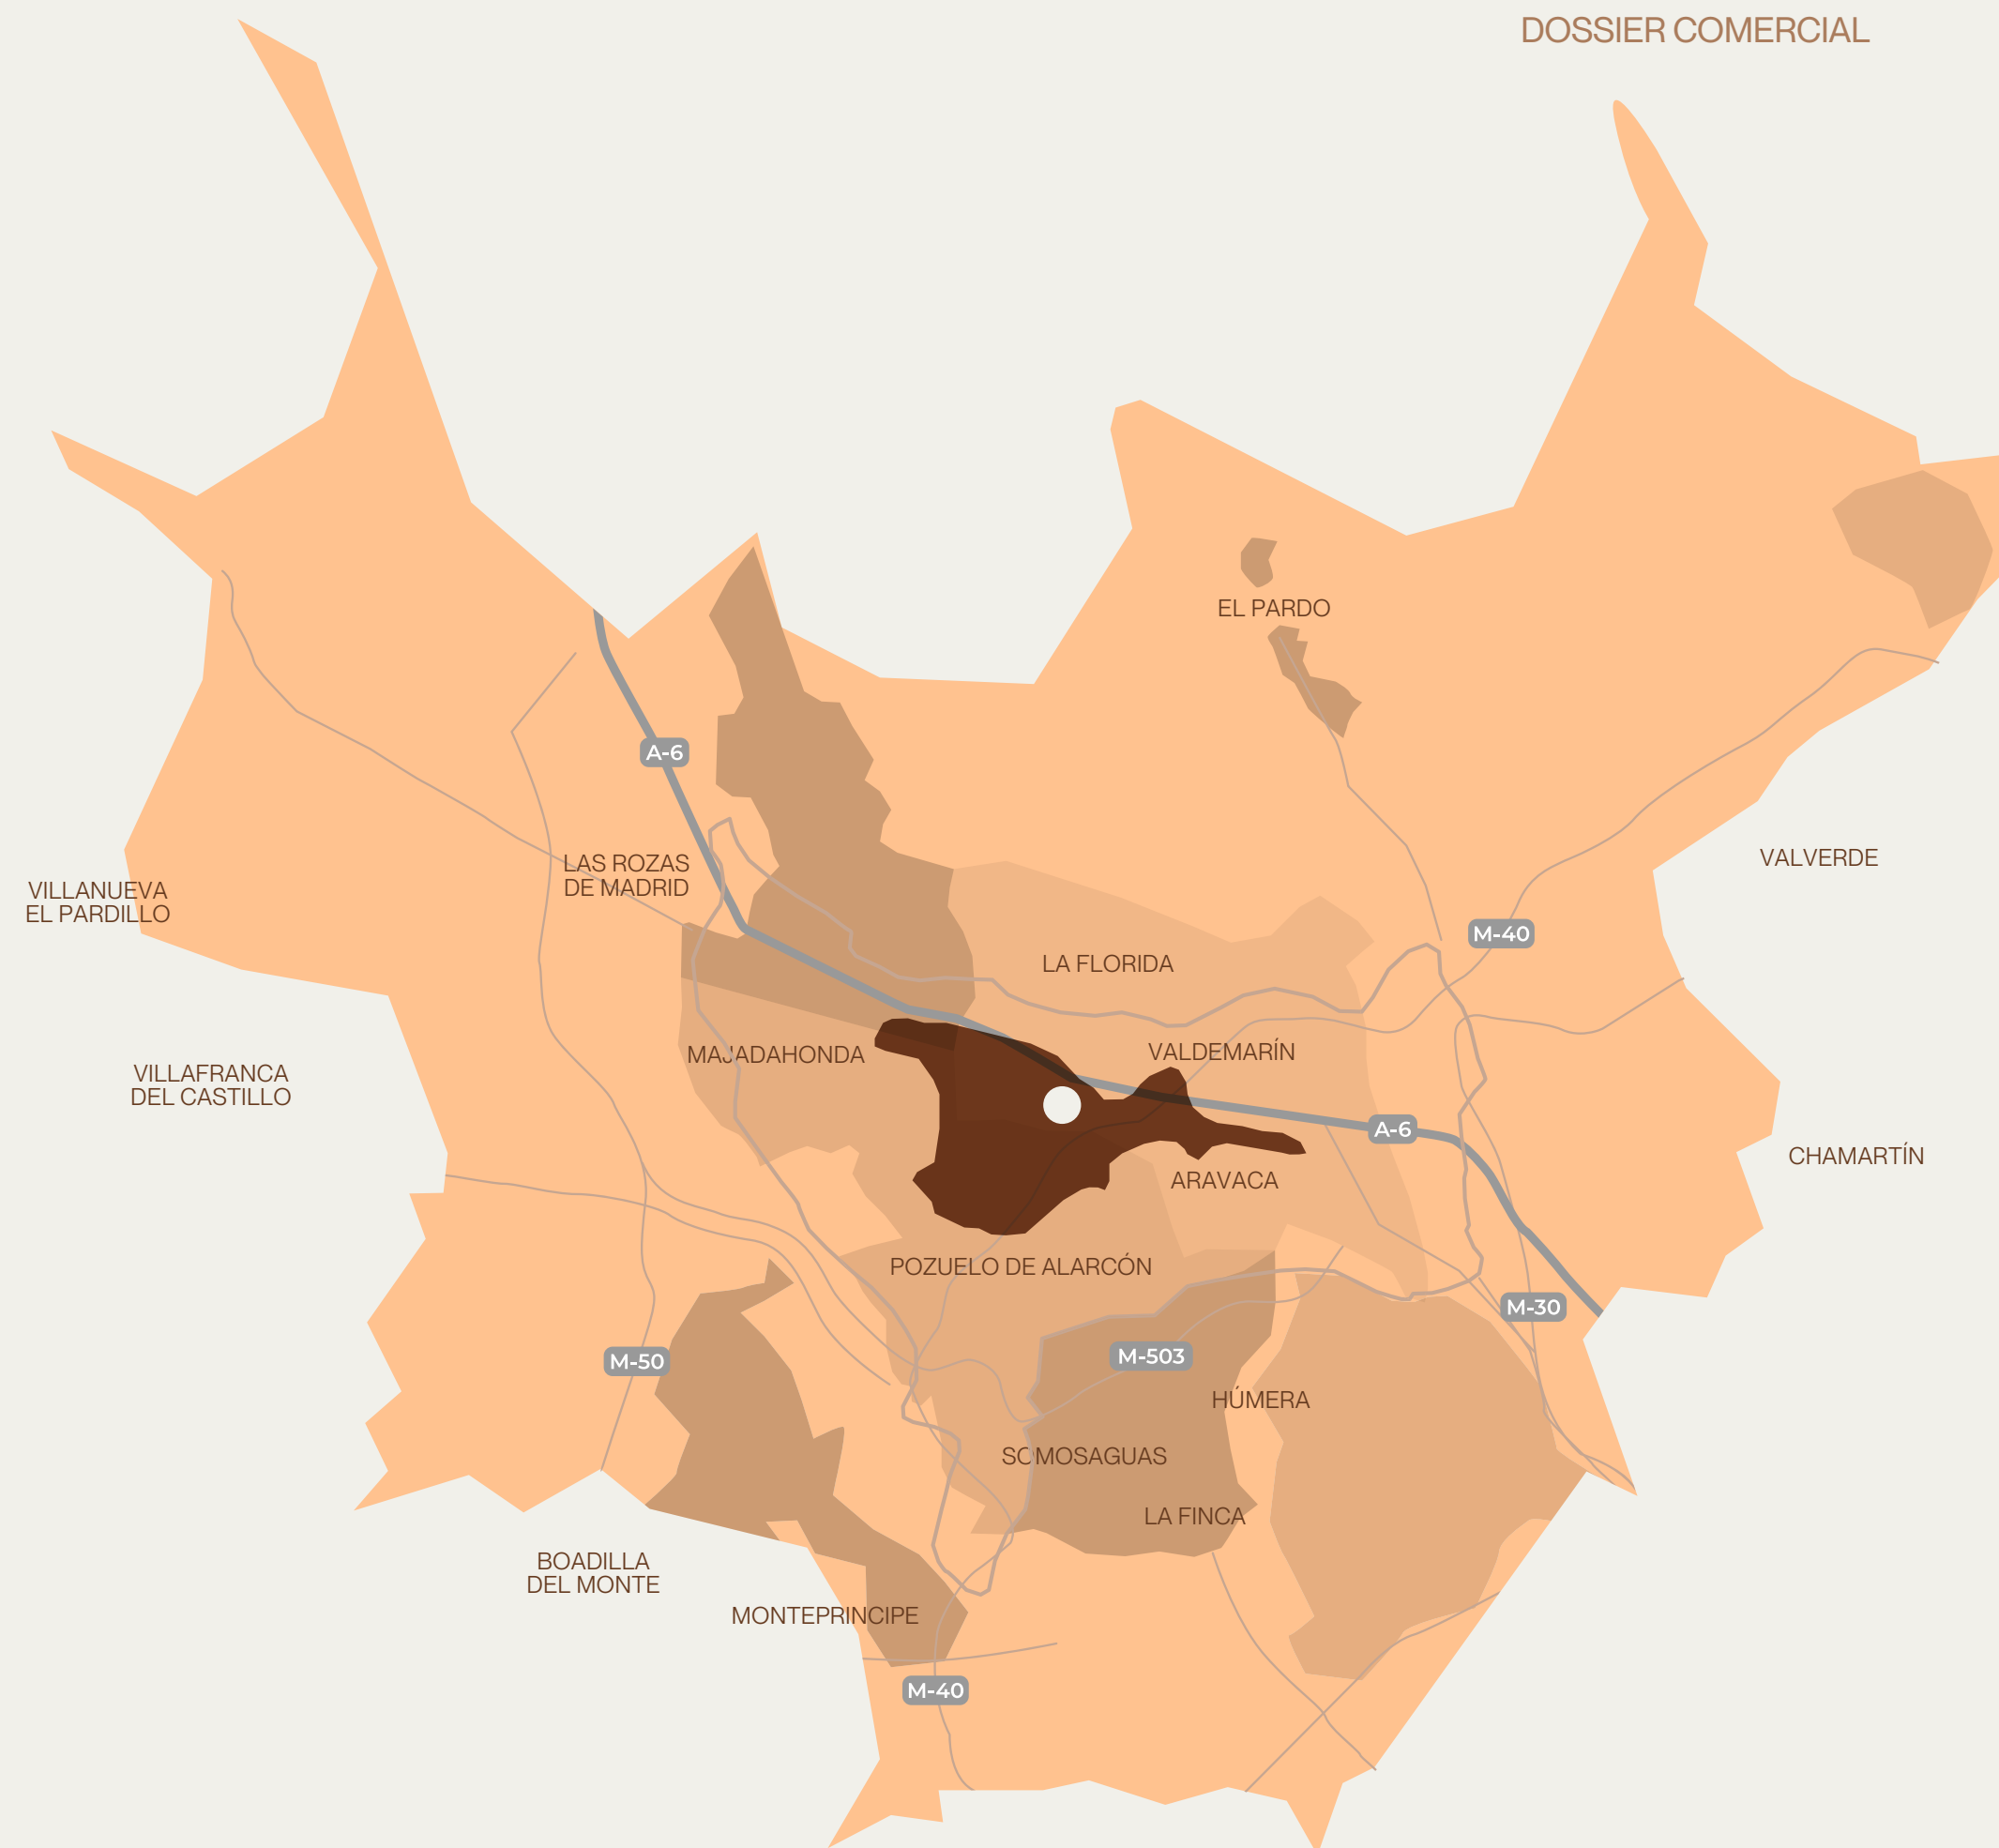 DOSSIER COMERCIAL
EL PARDO
A-6
LAS ROZAS
DE MADRID
VALVERDE
VILLANUEVA
EL PARDILLO
M-40
LA FLORIDA
MAJADAHONDA
VALDEMARÍN
VILLAFRANCA
DEL CASTILLO
A-6
CHAMARTÍN
ARAVACA
POZUELO DE ALARCÓN
M-30
M-50
M-503
HÚMERA
SOMOSAGUAS
LA FINCA
BOADILLA
DEL MONTE
MONTEPRINCIPE
M-40